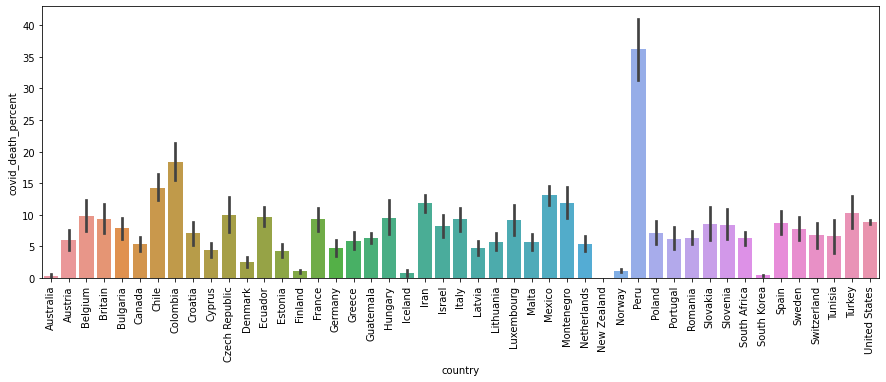 covid_death_percent
40
35
30
25
20
15
10
5
0
Australia
Austria
Belgium
Britain
Bulgaria
Canada
Chile
Colombia
Croatia
Cyprus
Czech Republic
Denmark
Ecuador
Estonia
Finland
France
Germany
Greece
Guatemala
Hungary
Iceland
Iran
Israel
Italy
Latvia
Lithuania
Luxembourg
Malta
Mexico
Montenegro
Netherlands
New Zealand
Norway
Peru
Poland
Portugal
Romania
Slovakia
Slovenia
South Africa
South Korea
Spain
Sweden
Switzerland
Tunisia
Turkey
United States
country